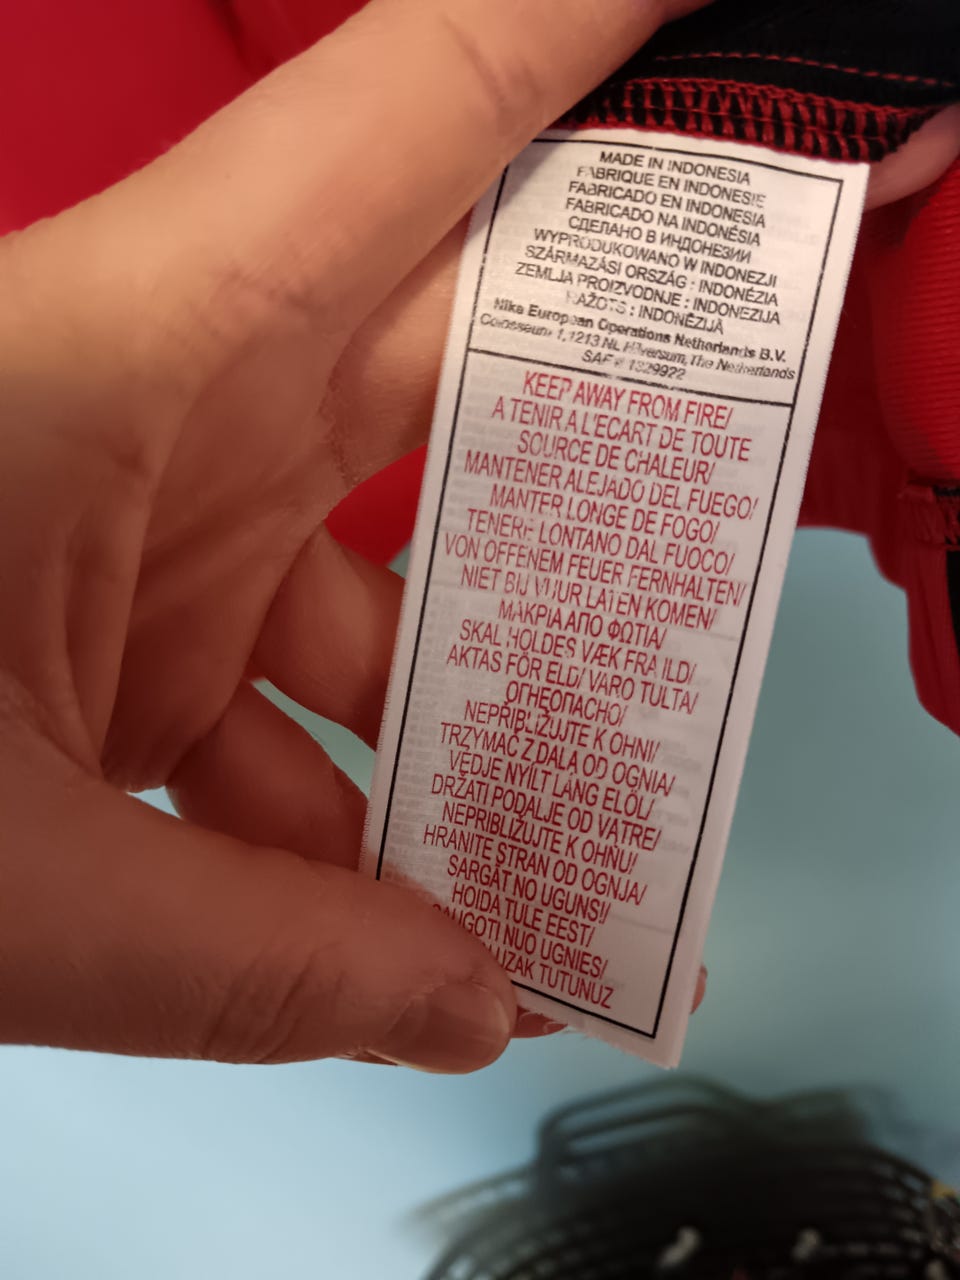 MADE IN INDONESIA
FABRIQUE EN INDONESIE
FABRICADO EN INDONESIA
FABRICADO NA INDONÉSIA
СДЕЛАНО В ИНДОНЕЗИИ
WYPRODUKOWANO W INDONEZJI
SZÁRMAZÁSI ORSZÁG : INDONÉZIA
ZEMLJA PROIZVODNJE : INDONEZIJA
RAŽOTS : INDONĒZIJĀ
Nike European Operations Netherlands B.V.
Colosseum 1, 1213 NL Hilversum, The Netherlands
SAF # 1329922
KEEP AWAY FROM FIRE/
A TENIR A L'ECART DE TOUTE
SOURCE DE CHALEUR/
MANTENER ALEJADO DEL FUEGO/
MANTER LONGE DE FOGO/
TENERE LONTANO DAL FUOCO/
VON OFFENEM FEUER FERNHALTEN/
NIET BIJ VUUR LATEN KOMEN/
ΜΑΚΡΙΑ ΑΠΟ ΦΩΤΙΑ/
SKAL HOLDES VÆK FRA ILD/
AKTAS FÖR ELD/ VARO TULTA/
ОГНЕОПАСНО/
NEPŘIBLIŽUJTE K OHNI/
TRZYMAĆ Z DALA OD OGNIA/
VÉDJE NYÍLT LÁNG ELŐL/
DRŽATI PODALJE OD VATRE/
NEPRIBLIŽUJTE K OHŇU/
HRANITE STRAN OD OGNJA/
SARGĀT NO UGUNS!/
HOIDA TULE EEST/
SAUGOTI NUO UGNIES/
UZAK TUTUNUZ